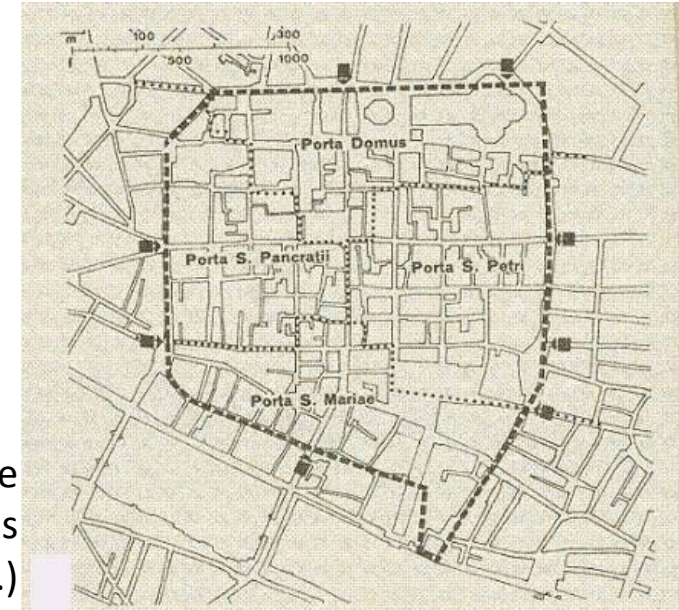 m 100 300
f 500 1000
Porta Domus
Porta S. Pancratii
Porta S. Petri
Porta S. Mariae
e
s
.)